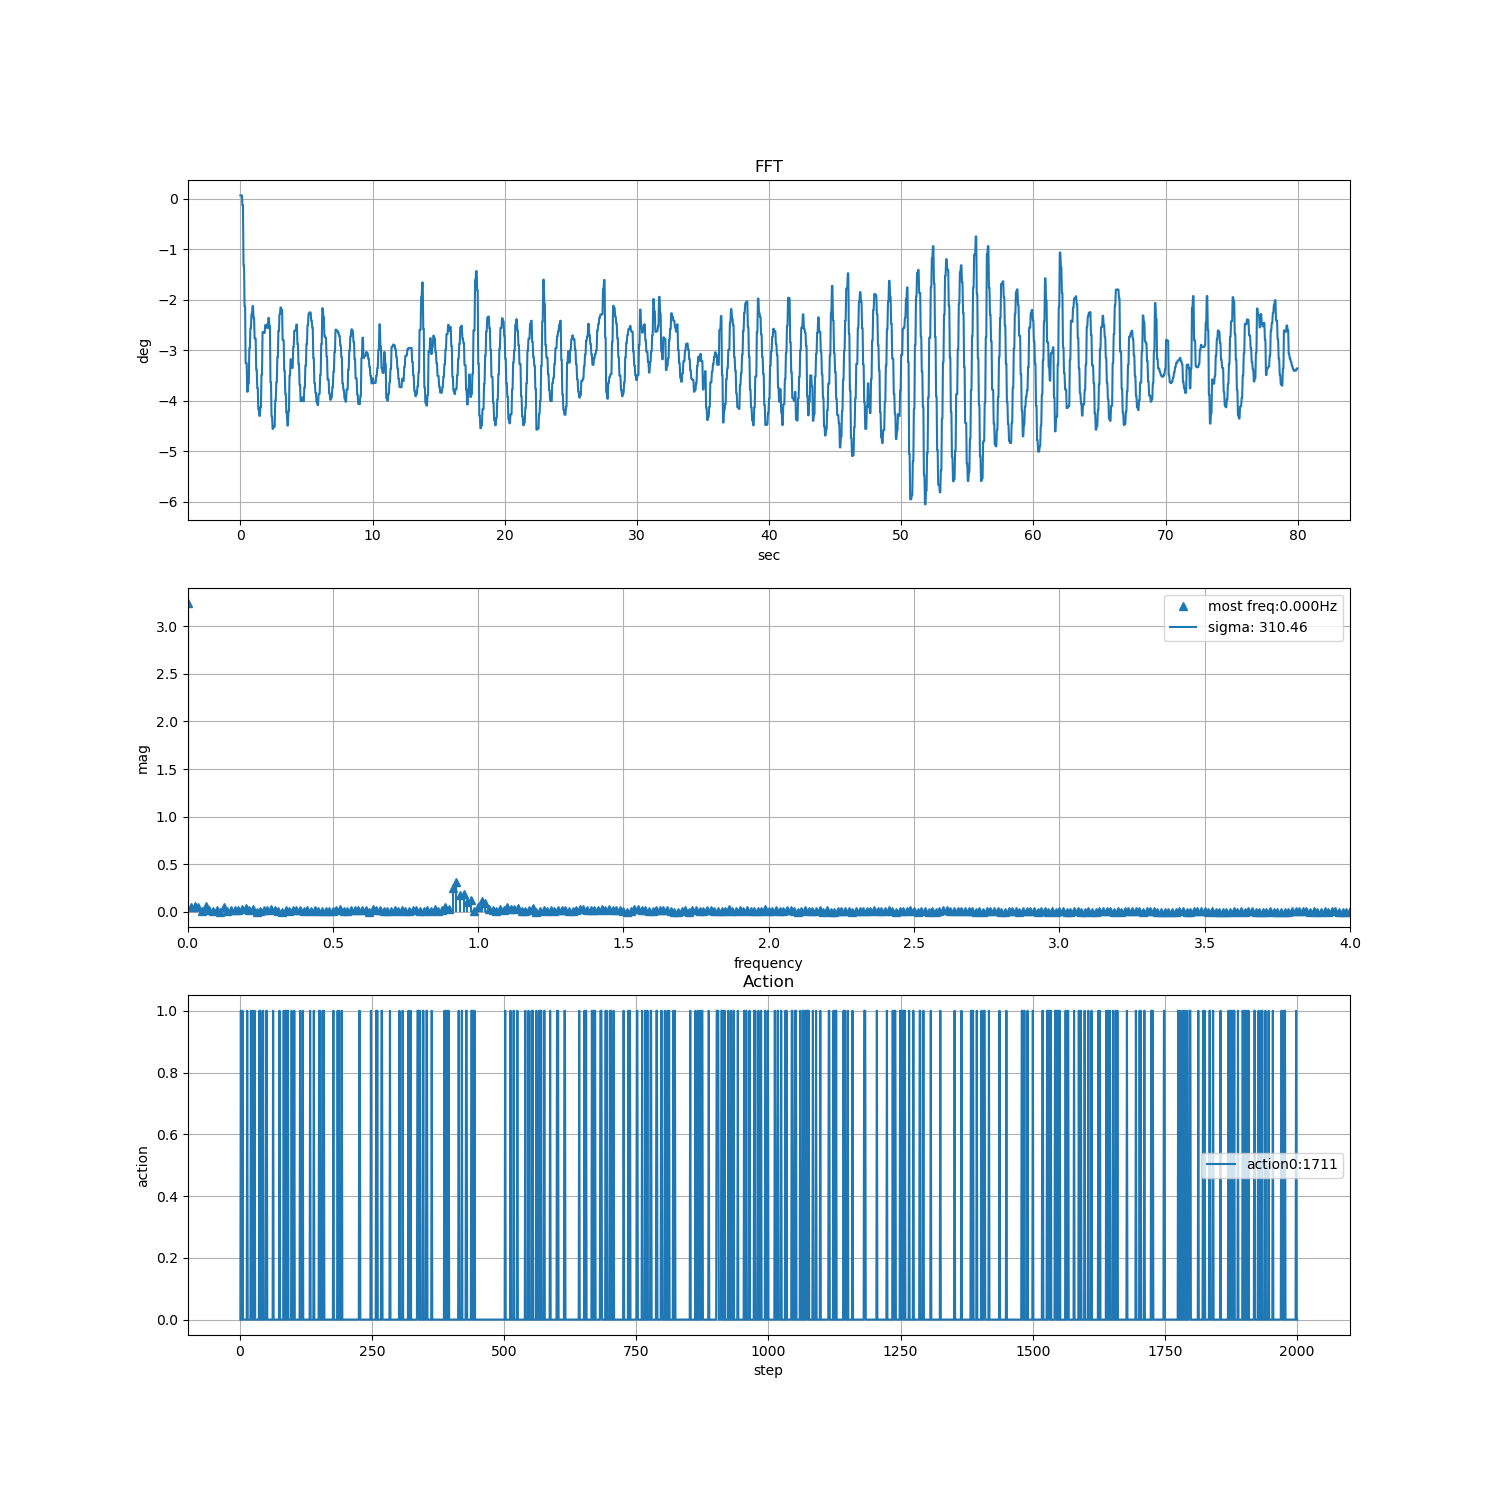 FFT
0
−1
−2
−3
−4
−5
−6
deg
0 10 20 30 40 50 60 70 80
sec
most freq:0.000Hz
sigma: 310.46
3.0
2.5
2.0
1.5
1.0
0.5
0.0
mag
0.0 0.5 1.0 1.5 2.0 2.5 3.0 3.5 4.0
frequency
Action
1.0
0.8
0.6
0.4
0.2
0.0
action
action0:1711
0 250 500 750 1000 1250 1500 1750 2000
step